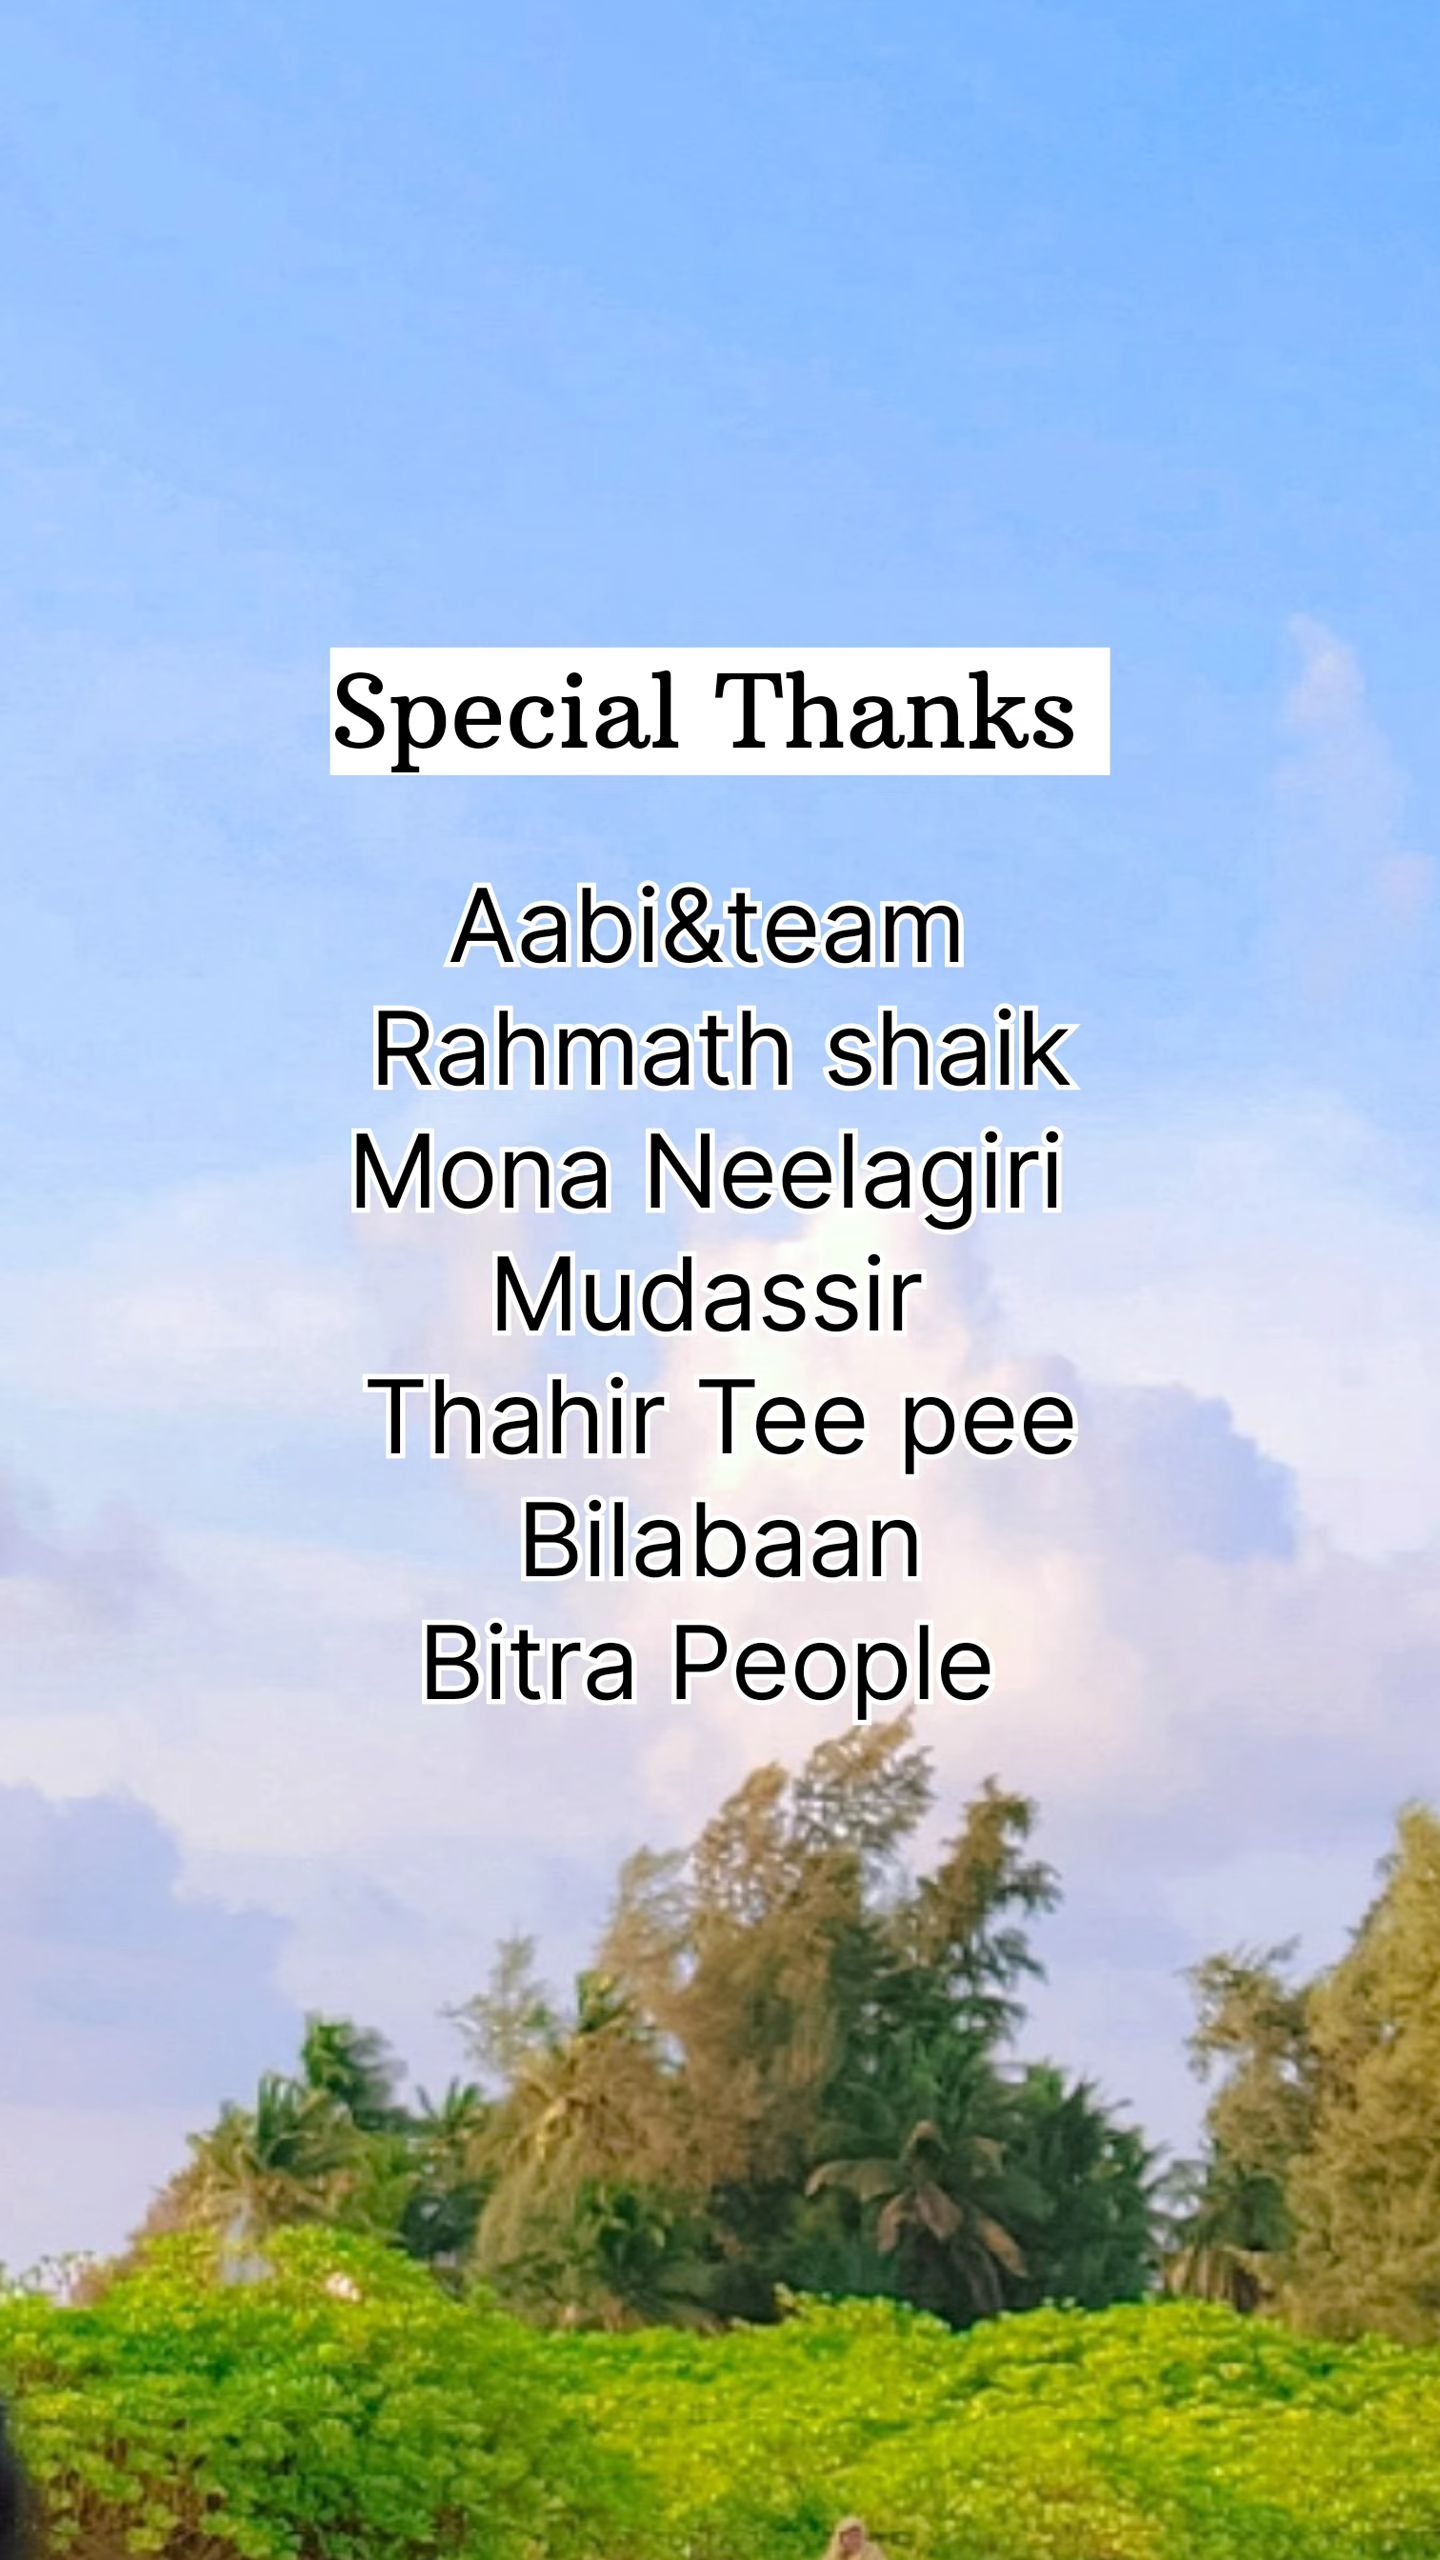 Special Thanks
Aabi&team
Rahmath shaik
Mona Neelagiri
Mudassir
Thahir Tee pee
Bilabaan
Bitra People